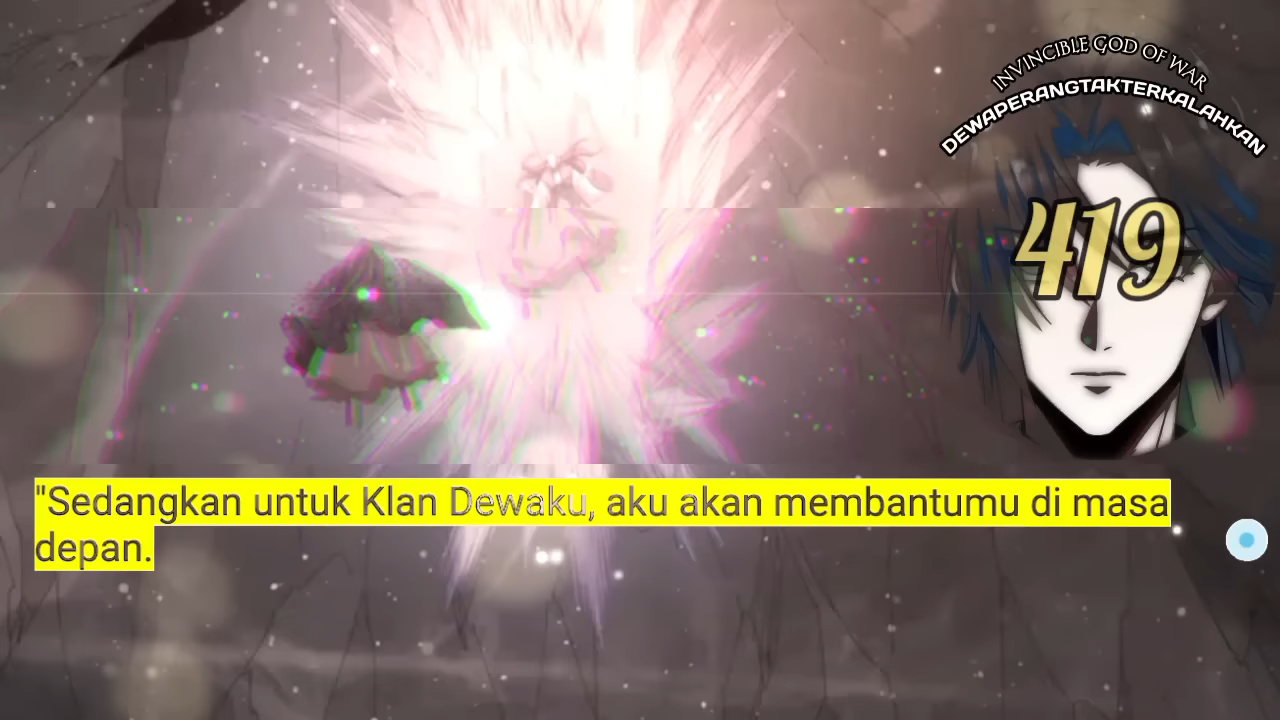 INVINCIBLE GOD OF WAR
DEWAPERANGTAKTERKALAHKAN
419
"Sedangkan untuk Klan Dewaku, aku akan membantumu di masa
depan.